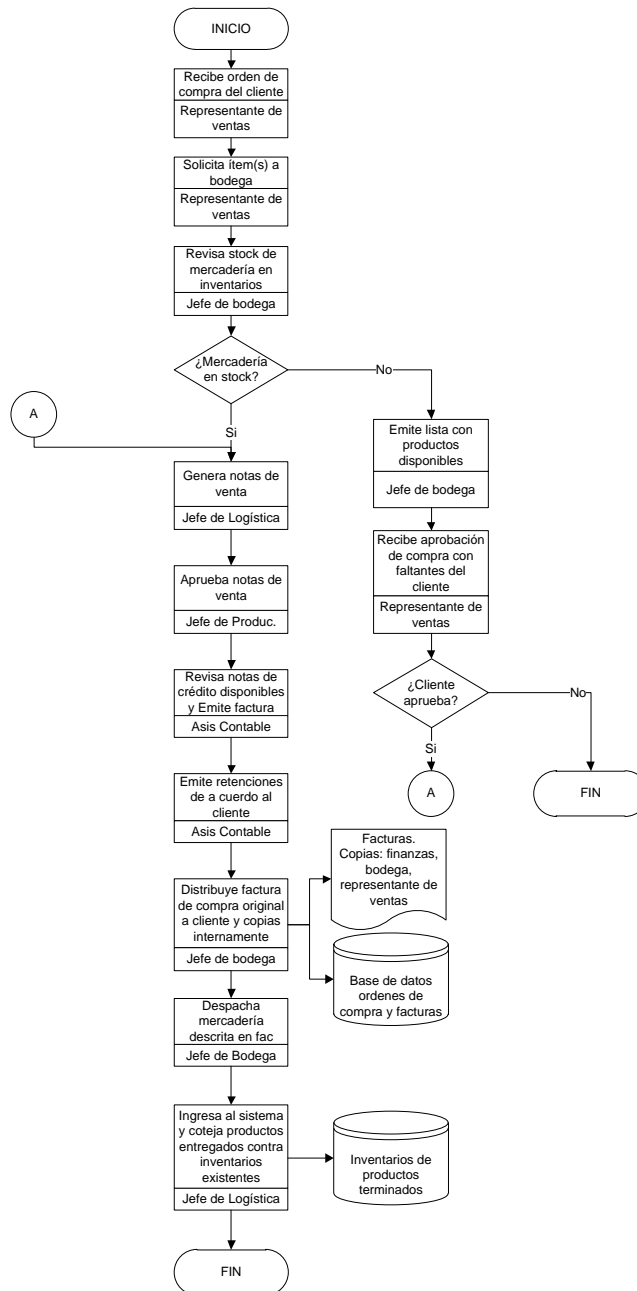 INICIO
Recibe orden de
compra del cliente
Representante de
ventas
Solicita ítem(s) a
bodega
Representante de
ventas
Revisa stock de
mercadería en
inventarios
Jefe de bodega
¿Mercadería
en stock?
No
Si
A
Genera notas de
venta
Jefe de Logística
Aprueba notas de
venta
Jefe de Produc.
Revisa notas de
crédito disponibles
y Emite factura
Asis Contable
Emite retenciones
de a cuerdo al
cliente
Asis Contable
Distribuye factura
de compra original
a cliente y copias
internamente
Jefe de bodega
Despacha
mercadería
descrita en fac
Jefe de Bodega
Ingresa al sistema
y coteja productos
entregados contra
inventarios
existentes
Jefe de Logística
FIN
Emite lista con
productos
disponibles
Jefe de bodega
Recibe aprobación
de compra con
faltantes del
cliente
Representante de
ventas
¿Cliente
aprueba?
No
Si
A
FIN
Facturas.
Copias: finanzas,
bodega,
representante de
ventas
Base de datos
ordenes de
compra y facturas
Inventarios de
productos
terminados